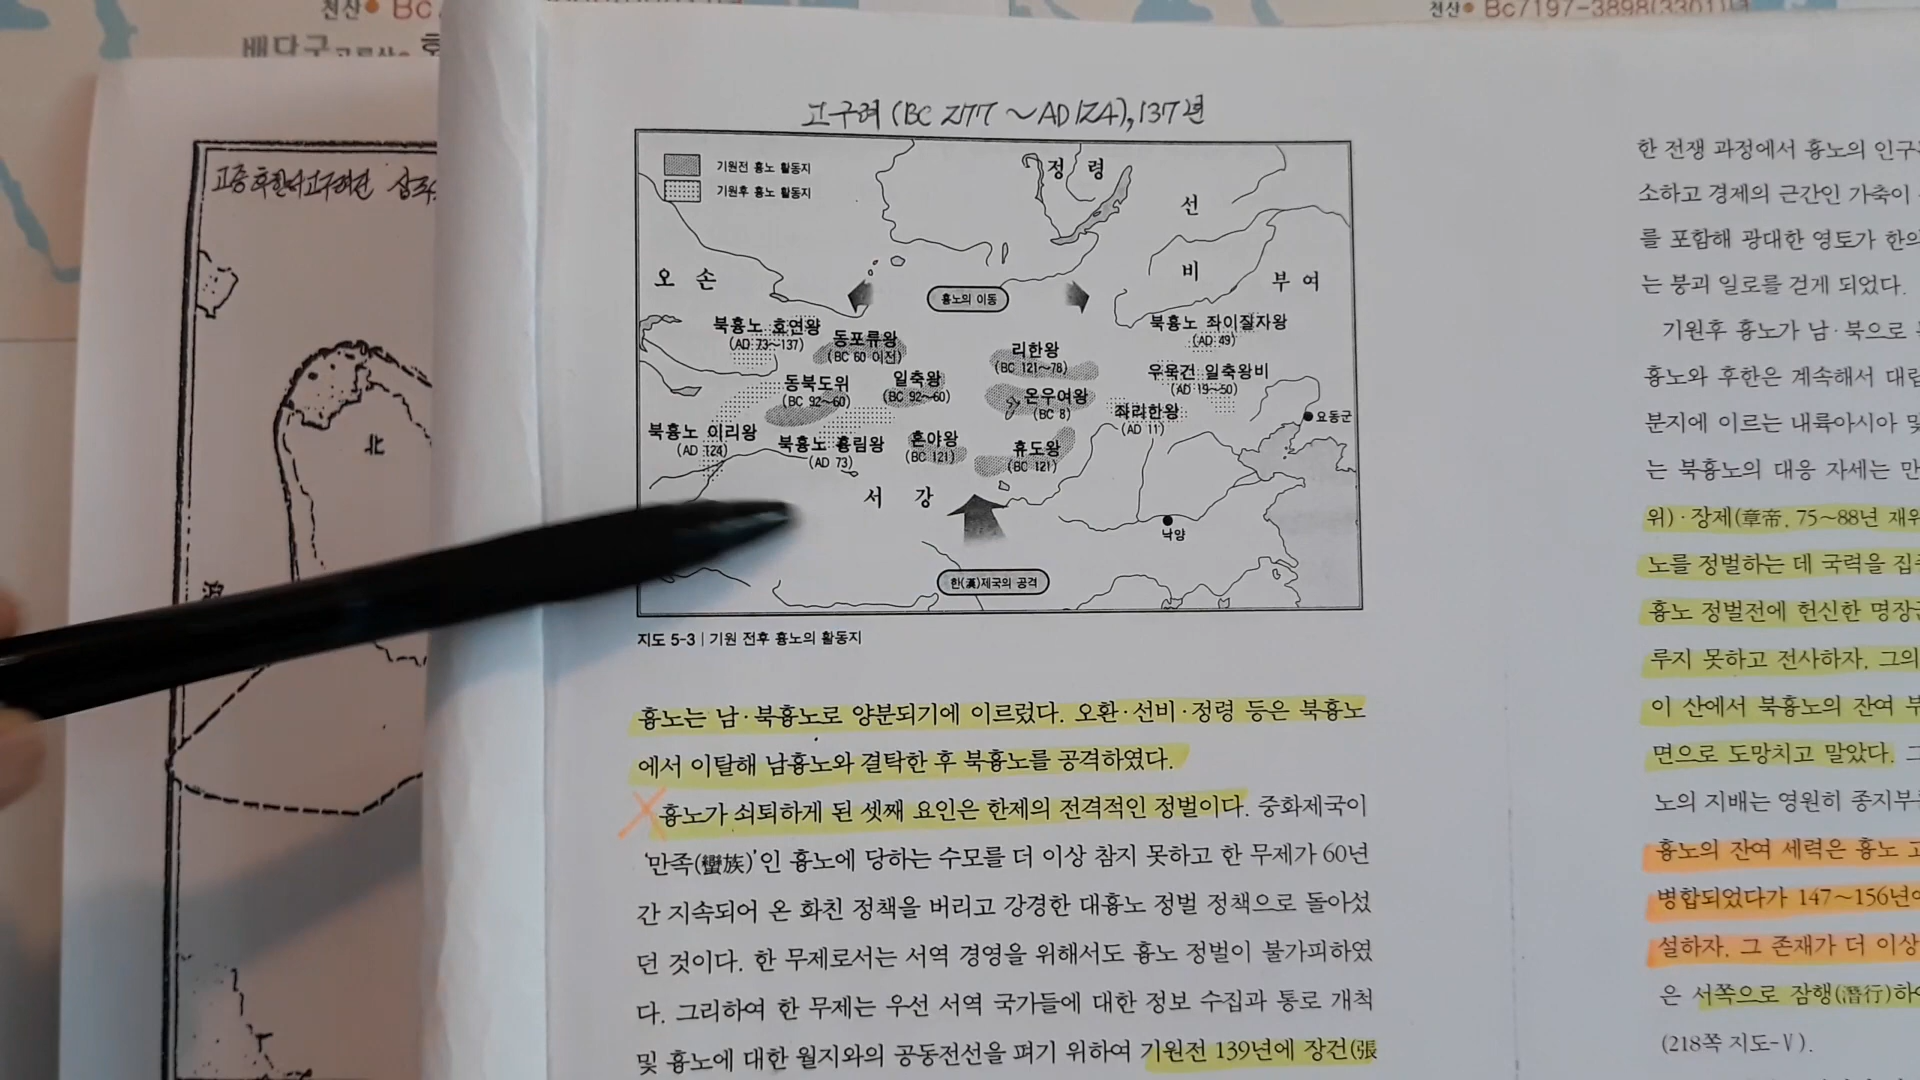 천산
천산• Bc7197-3898(3301)년
배달국
고구려 (BC 2177 ~AD 124), 137년
기원전 흉노 활동지
기원후 흉노 활동지
정령
선비
오손
부여
흉노의 이동
북흉노 호연왕
(AD 73~137)
동포류왕
(BC 60 이전)
리한왕
(BC 121~78)
북흉노 좌이잘자왕
(AD 49)
동북도위
(BC 92~60)
일축왕
(BC 92~60)
온우여왕
(BC 8)
우욱건 일축왕비
(AD 19~50)
좌리한왕
(AD 11)
요동군
북흉노 이리왕
(AD 124)
북흉노 흉림왕
(AD 73)
혼야왕
(BC 121)
휴도왕
(BC 121)
서강
낙양
한(漢)제국의 공격
지도 5-3 | 기원 전후 흉노의 활동지
흉노는 남·북흉노로 양분되기에 이르렀다. 오환·선비·정령 등은 북흉노
에서 이탈해 남흉노와 결탁한 후 북흉노를 공격하였다.
흉노가 쇠퇴하게 된 셋째 요인은 한제의 전격적인 정벌이다. 중화제국이
'만족(蠻族)'인 흉노에 당하는 수모를 더 이상 참지 못하고 한 무제가 60년
간 지속되어 온 화친 정책을 버리고 강경한 대흉노 정벌 정책으로 돌아섰
던 것이다. 한 무제로서는 서역 경영을 위해서도 흉노 정벌이 불가피하였
다. 그리하여 한 무제는 우선 서역 국가들에 대한 정보 수집과 통로 개척
및 흉노에 대한 월지와의 공동전선을 펴기 위하여 기원전 139년에 장건(張
北
한 전쟁 과정에서 흉노의 인구
소하고 경제의 근간인 가축이
를 포함해 광대한 영토가 한의
는 붕괴 일로를 걷게 되었다.
기원후 흉노가 남·북으로
흉노와 후한은 계속해서 대립
분지에 이르는 내륙아시아 및
는 북흉노의 대응 자세는 만
위)·장제(章帝, 75~88년 재위
노를 정벌하는 데 국력을 집
흉노 정벌전에 헌신한 명장
루지 못하고 전사하자, 그의
이 산에서 북흉노의 잔여 부
면으로 도망치고 말았다. 그
노의 지배는 영원히 종지부
흉노의 잔여 세력은 흉노 고
병합되었다가 147~156년에
설하자, 그 존재가 더 이상
은 서쪽으로 잠행(潛行)하
(218쪽 지도-Ⅴ).